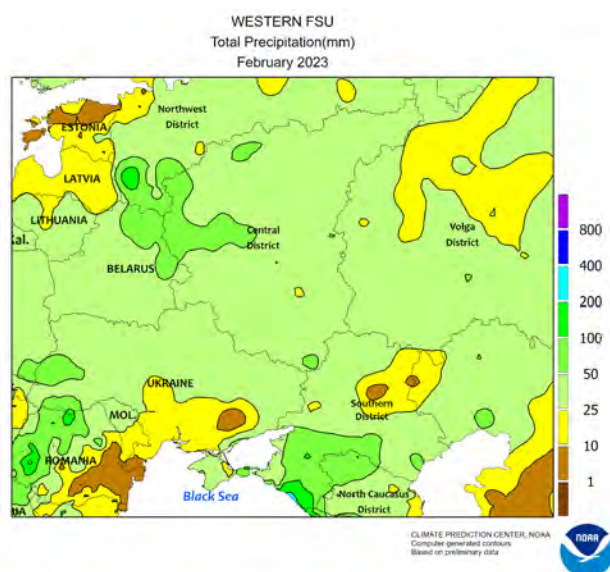 WESTERN FSU
Total Precipitation(mm)
February 2023
Northwest
District
ESTONIA
LATVIA
LITHUANIA
Kal.
Central
District
Volga
District
BELARUS
UKRAINE
MOL.
Southern
District
ROMANIA
Black Sea
North Caucasus
District
800
400
200
100
50
25
10
1
CLIMATE PREDICTION CENTER, NOAA
Computer generated contours
Based on preliminary data
NOAA